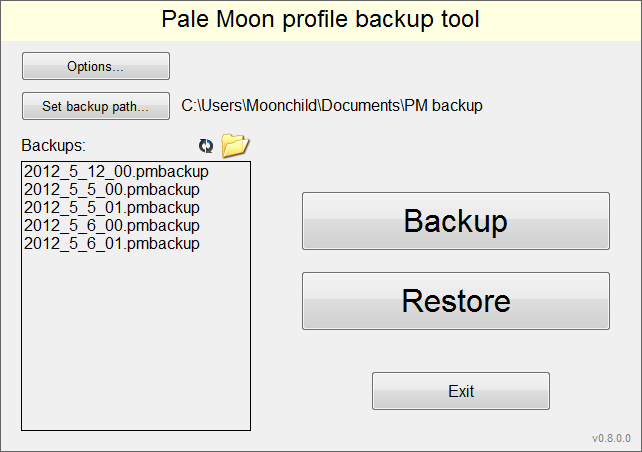 Pale Moon profile backup tool
Options...
Set backup path...
C:\Users\Moonchild\Documents\PM backup
Backups:
2012_5_12_00.pmbackup
2012_5_5_00.pmbackup
2012_5_5_01.pmbackup
2012_5_6_00.pmbackup
2012_5_6_01.pmbackup
Backup
Restore
Exit
v0.8.0.0